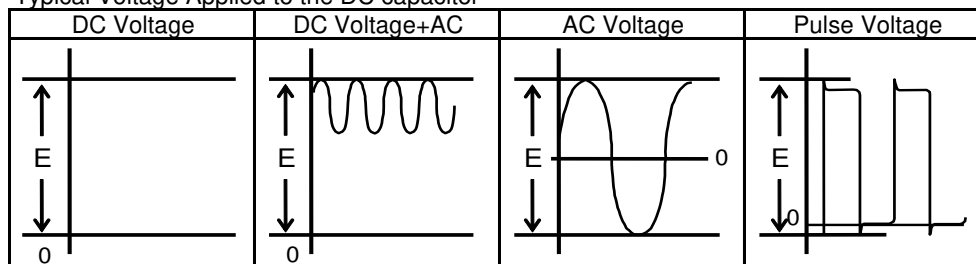 Typical Voltage Applied to the DC capacitor
DC Voltage DC Voltage+AC AC Voltage Pulse Voltage
E E E 0 E
0
0 0